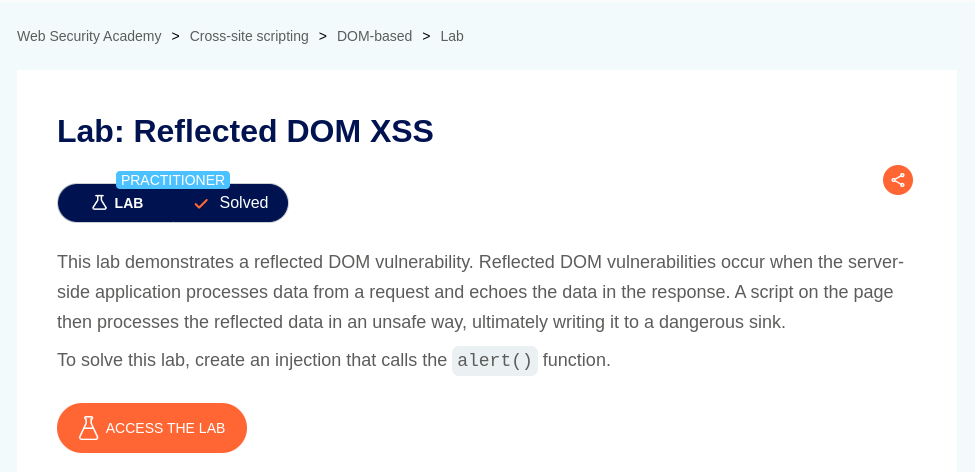 Web Security Academy > Cross-site scripting > DOM-based > Lab
Lab: Reflected DOM XSS
PRACTITIONER
LAB Solved
This lab demonstrates a reflected DOM vulnerability. Reflected DOM vulnerabilities occur when the server-
side application processes data from a request and echoes the data in the response. A script on the page
then processes the reflected data in an unsafe way, ultimately writing it to a dangerous sink.
To solve this lab, create an injection that calls the alert() function.
ACCESS THE LAB